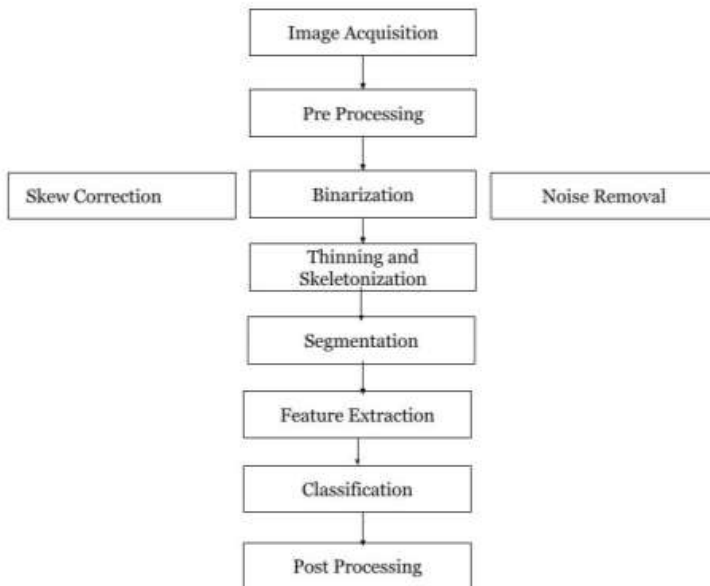 Image Acquisition
Pre Processing
Skew Correction
Binarization
Noise Removal
Thinning and
Skeletonization
Segmentation
Feature Extraction
Classification
Post Processing